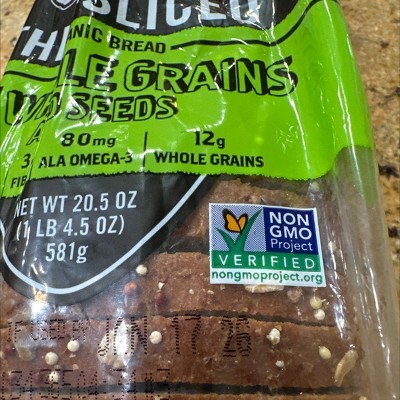 SLICED
NIC BREAD
LE GRAINS
SEEDS
80mg
ALA OMEGA-3
12g
WHOLE GRAINS
NET WT 20.5 OZ
(1 LB 4.5 OZ)
581g
NON
GMO
Project
VERIFIED
nongmoproject.org
JUN 17 26